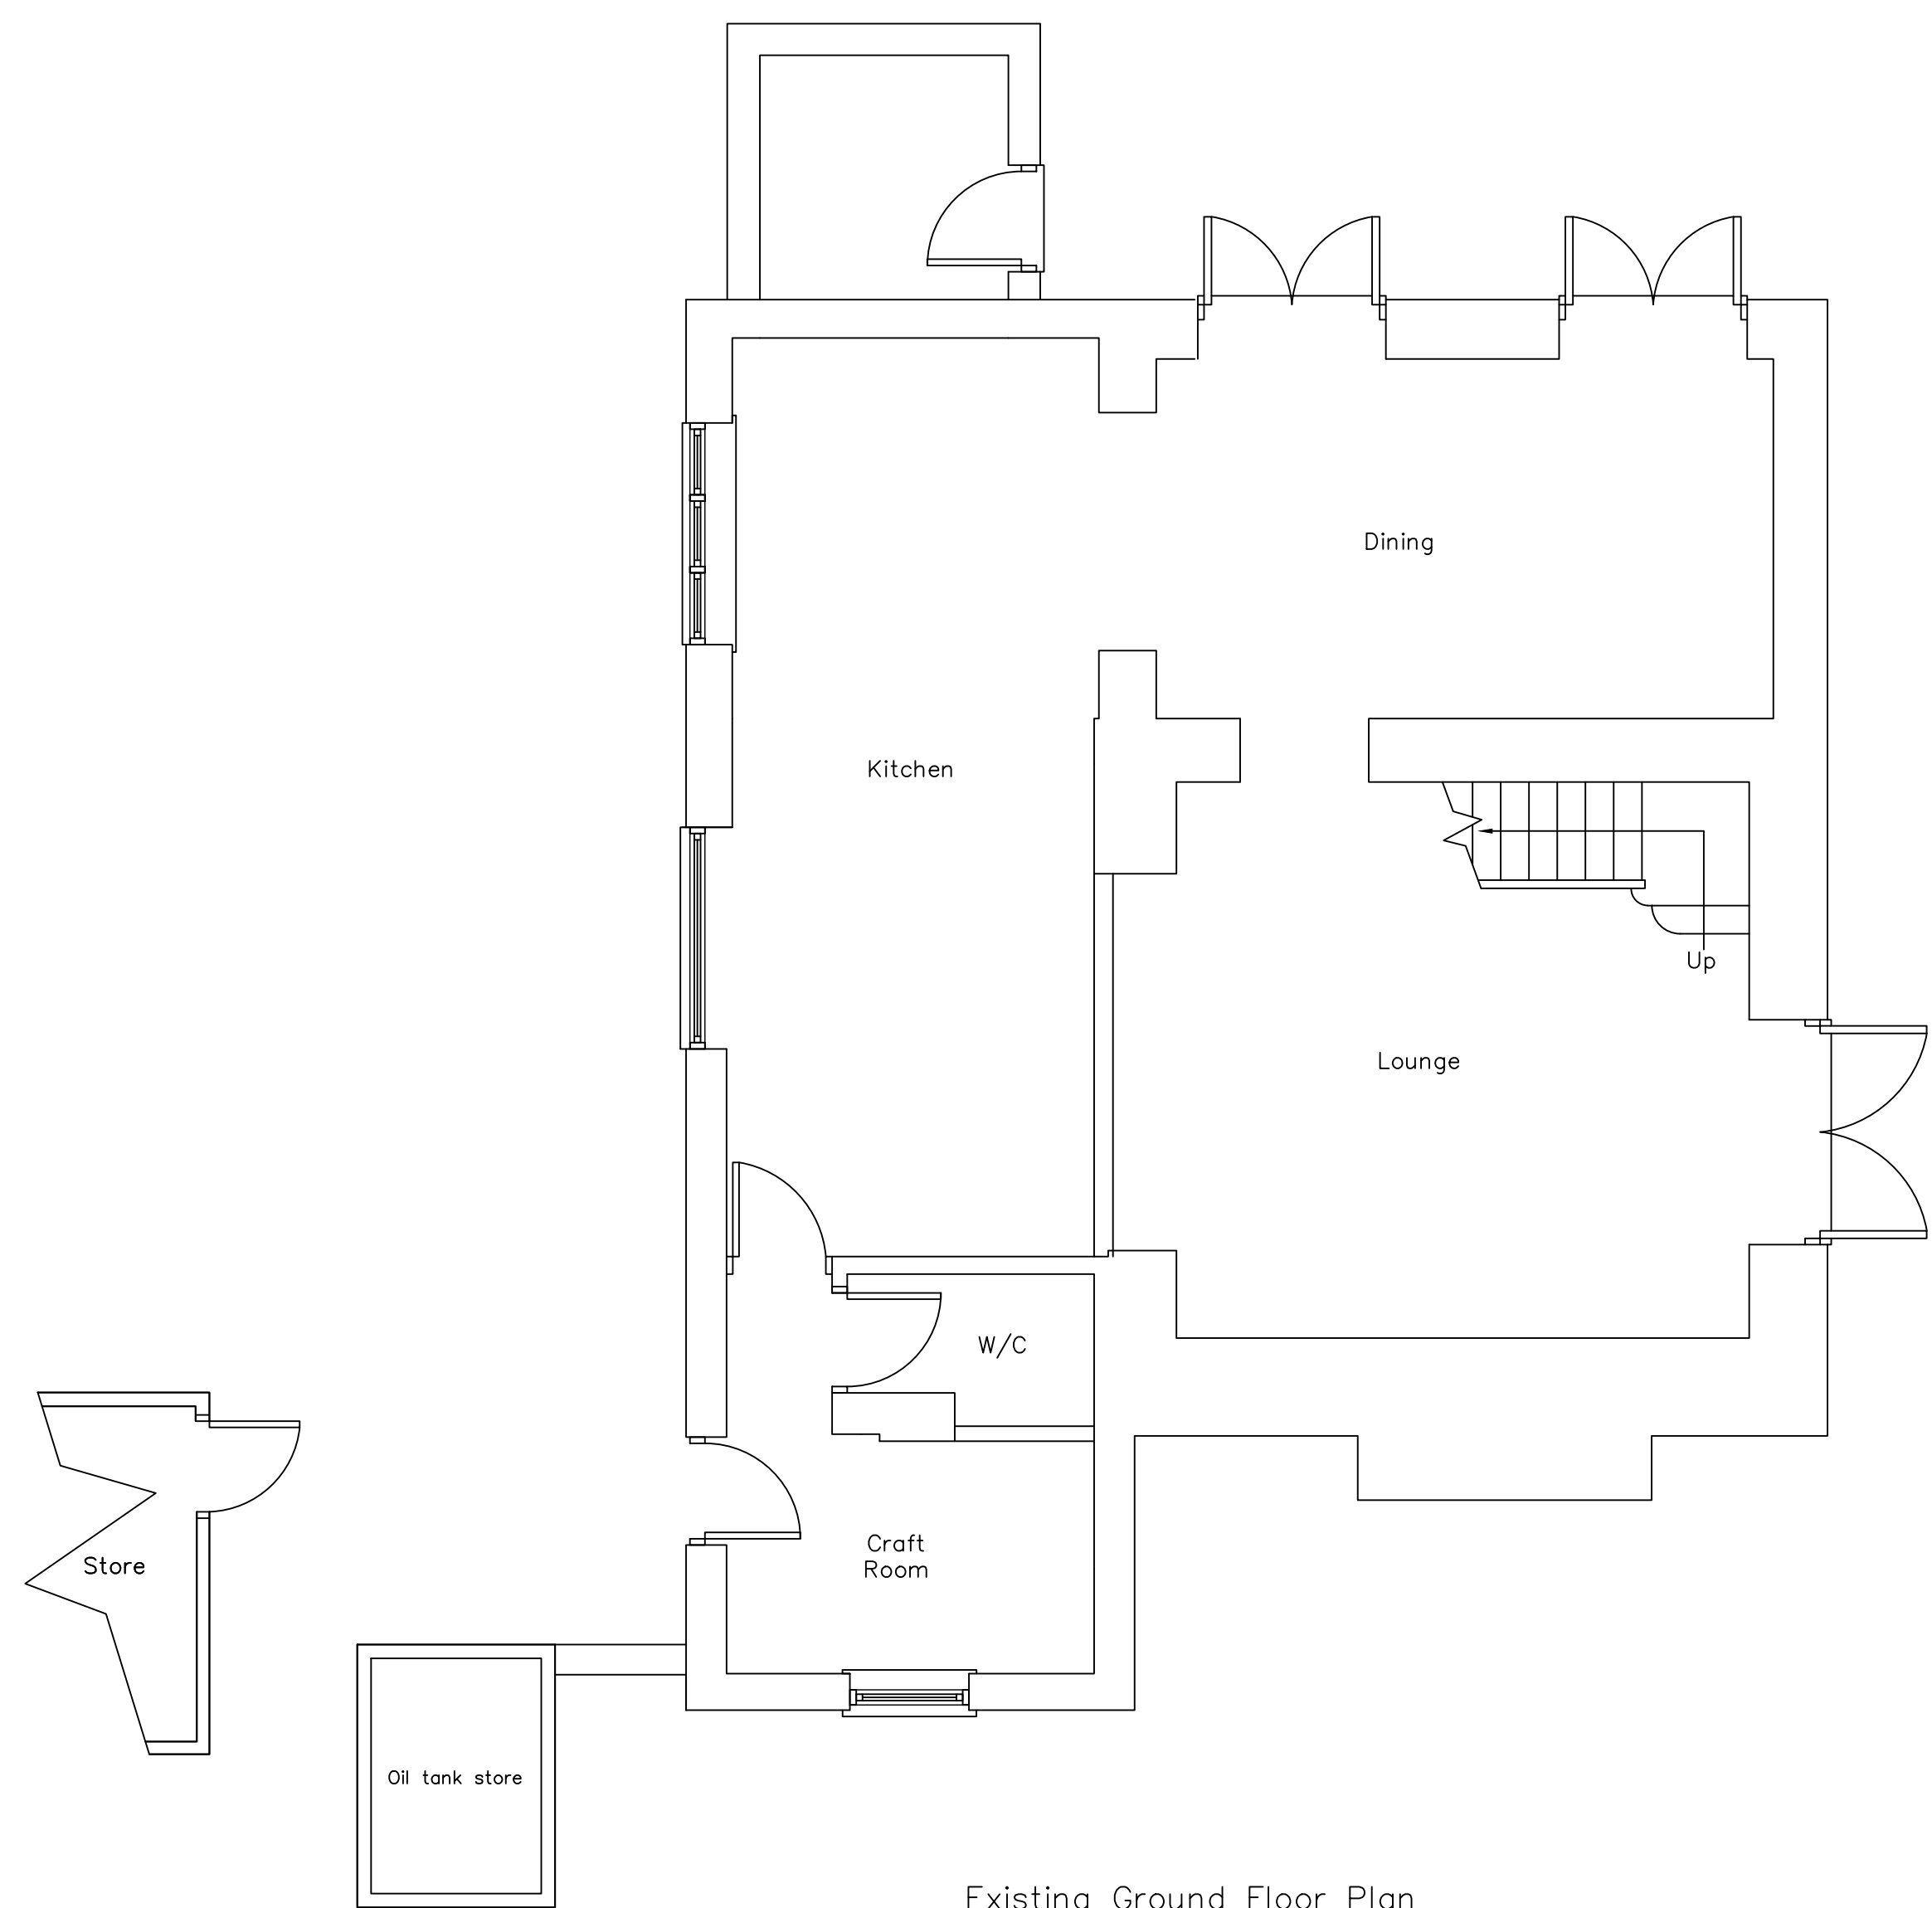 Dining
Kitchen
Up
Lounge
W/C
Craft
Room
Store
Oil tank store
Existing Ground Floor Plan